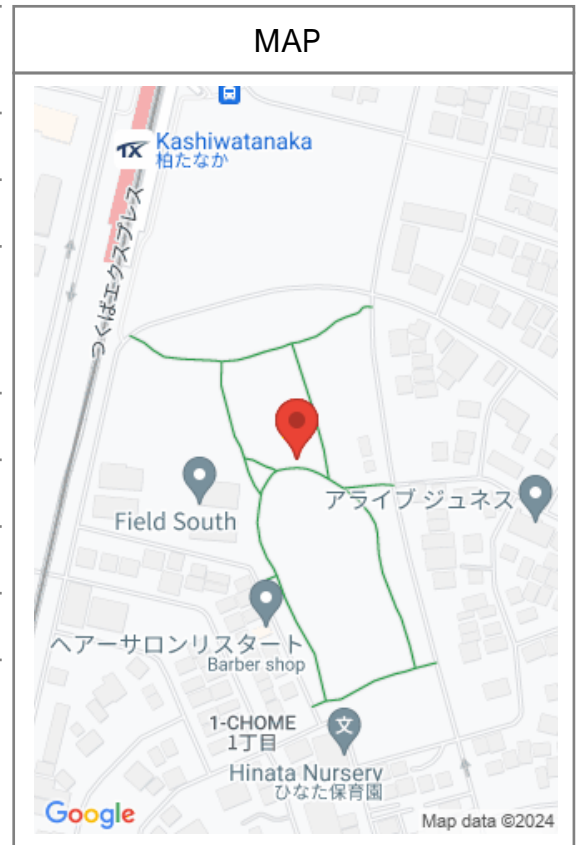 MAP
TX
Kashiwatanaka
柏たなか
つくばエクスプレス
アライブ ジュネス
Field South
ヘアーサロンリスタート
Barber shop
1-CHOME
1丁目
文
Hinata Nursery
ひなた保育園
Google
Map data ©2024